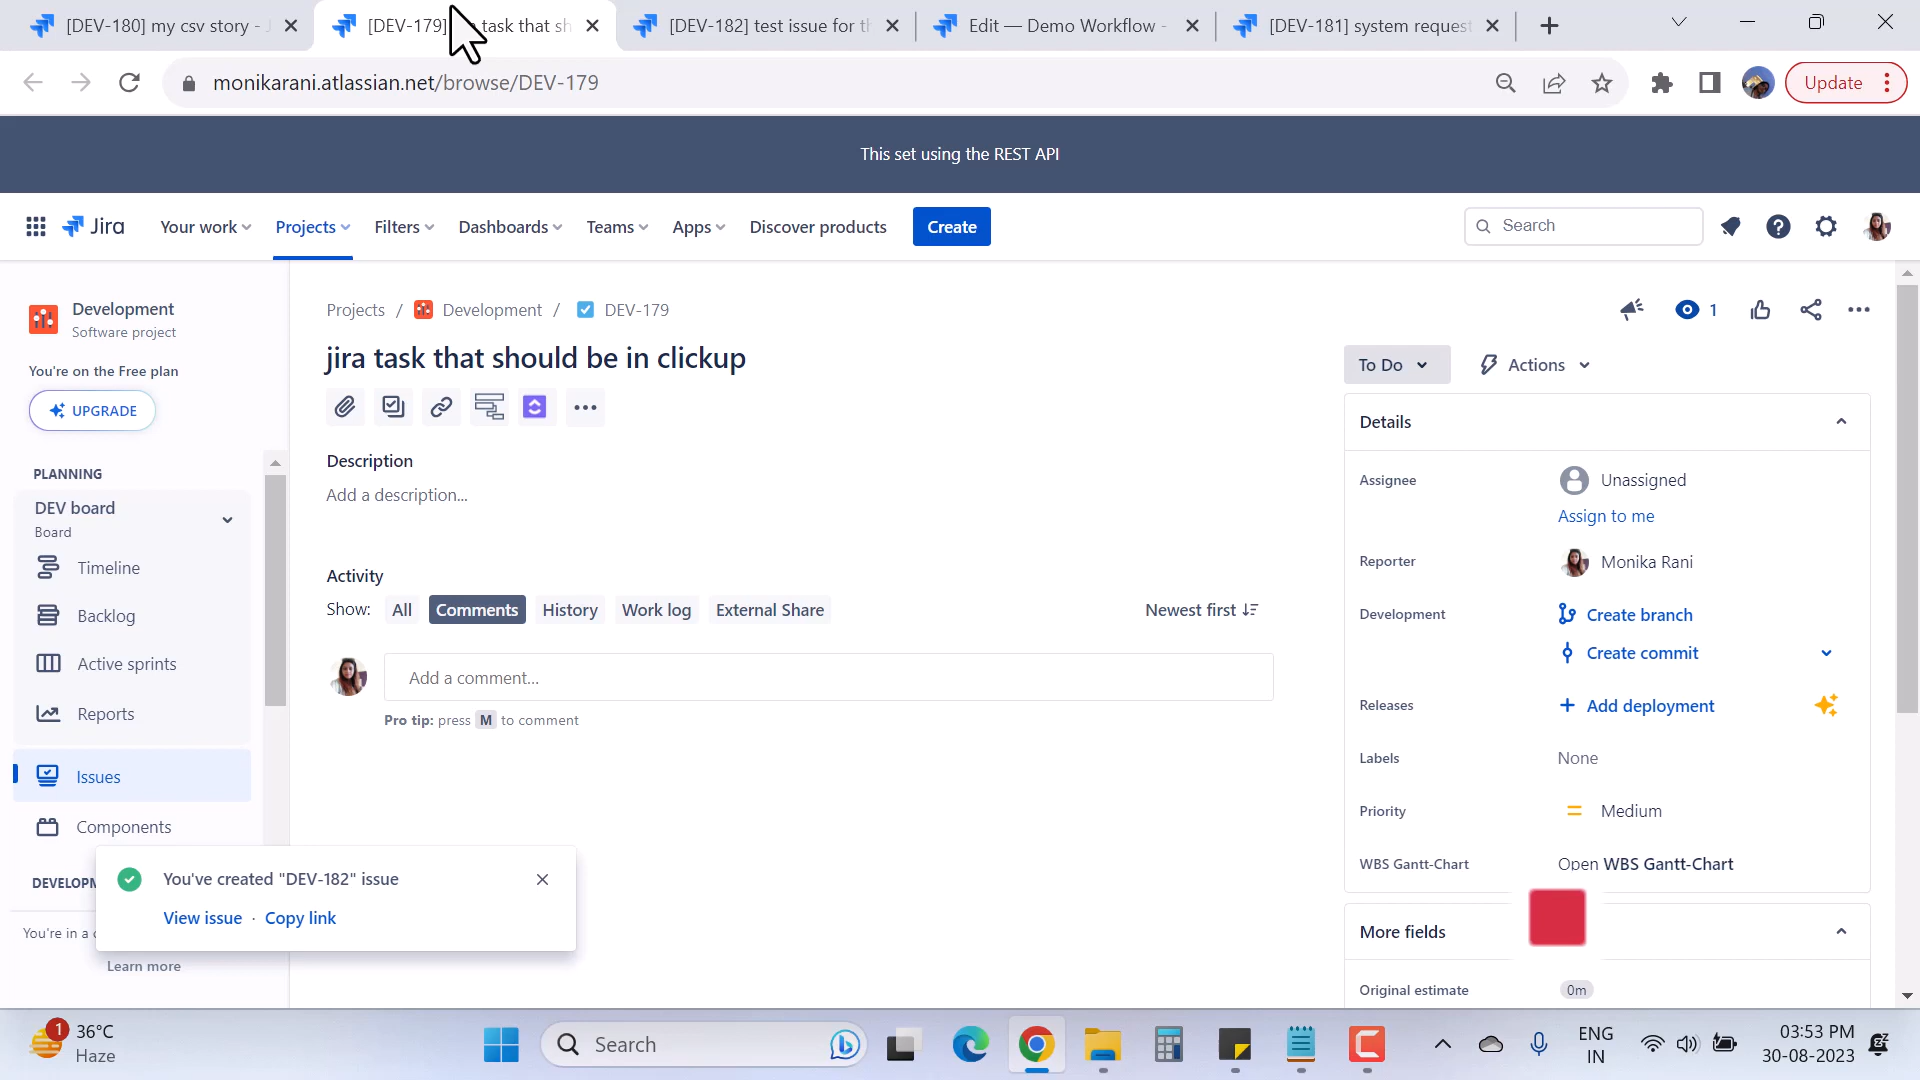 [DEV-180] my csv story - J
[DEV-179] task that sh
[DEV-182] test issue for th
Edit — Demo Workflow -
[DEV-181] system request
monikarani.atlassian.net/browse/DEV-179
Update
This set using the REST API
Jira
Your work
Projects
Filters
Dashboards
Teams
Apps
Discover products
Create
Search
Development
Software project
You're on the Free plan
UPGRADE
PLANNING
DEV board
Board
Timeline
Backlog
Active sprints
Reports
Issues
Components
DEVELOPM
You're in a
Learn more
Projects / Development / DEV-179
1
jira task that should be in clickup
Description
Add a description...
Activity
Show: All Comments History Work log External Share
Newest first
Add a comment...
Pro tip: press M to comment
To Do
Actions
Details
Assignee
Unassigned
Assign to me
Reporter
Monika Rani
Development
Create branch
Create commit
Releases
Add deployment
Labels
None
Priority
Medium
WBS Gantt-Chart
Open WBS Gantt-Chart
More fields
Original estimate
0m
You've created "DEV-182" issue
View issue · Copy link
1
36°C
Haze
Search
ENG
IN
03:53 PM
30-08-2023